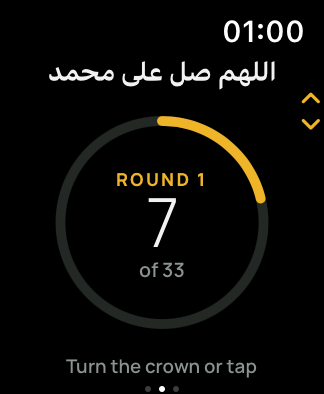 01:00
اللهم صل على محمد
ROUND 1
7
of 33
Turn the crown or tap